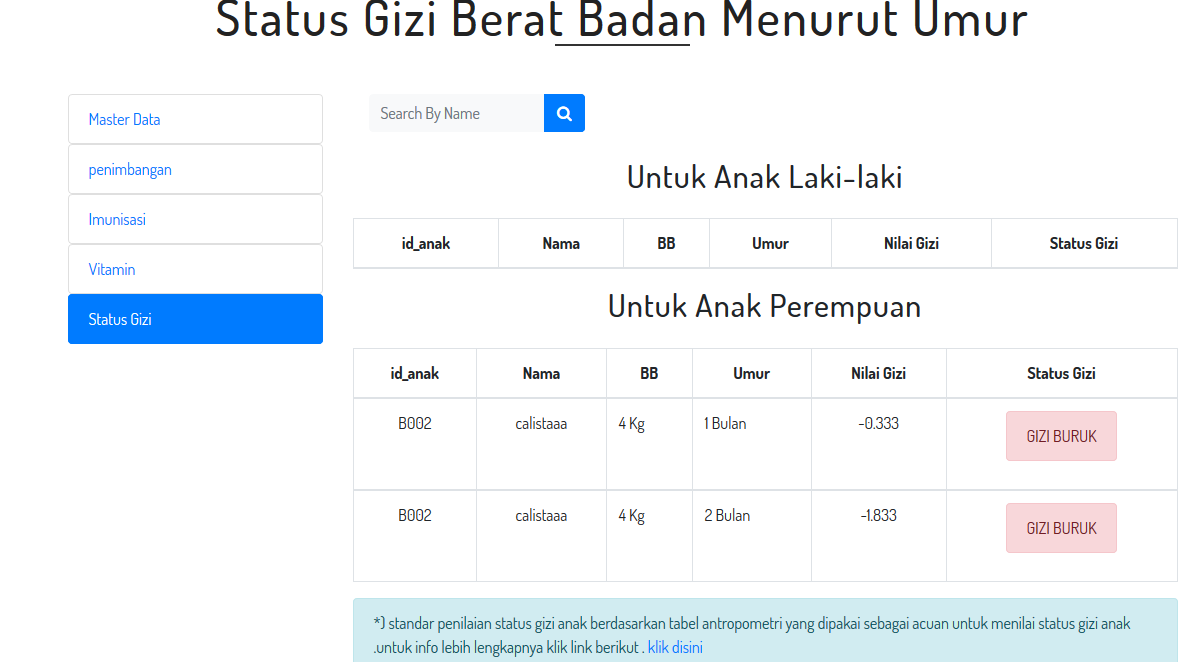 Status Gizi Berat Badan Menurut Umur
Master Data
penimbangan
Imunisasi
Vitamin
Status Gizi
Search By Name
Untuk Anak Laki-laki
id_anak Nama BB Umur Nilai Gizi Status Gizi
Untuk Anak Perempuan
id_anak Nama BB Umur Nilai Gizi Status Gizi
B002 calistaaa 4 Kg 1 Bulan -0.333 GIZI BURUK
B002 calistaaa 4 Kg 2 Bulan -1.833 GIZI BURUK
*) standar penilaian status gizi anak berdasarkan tabel antropometri yang dipakai sebagai acuan untuk menilai status gizi anak
.untuk info lebih lengkapnya klik link berikut . klik disini